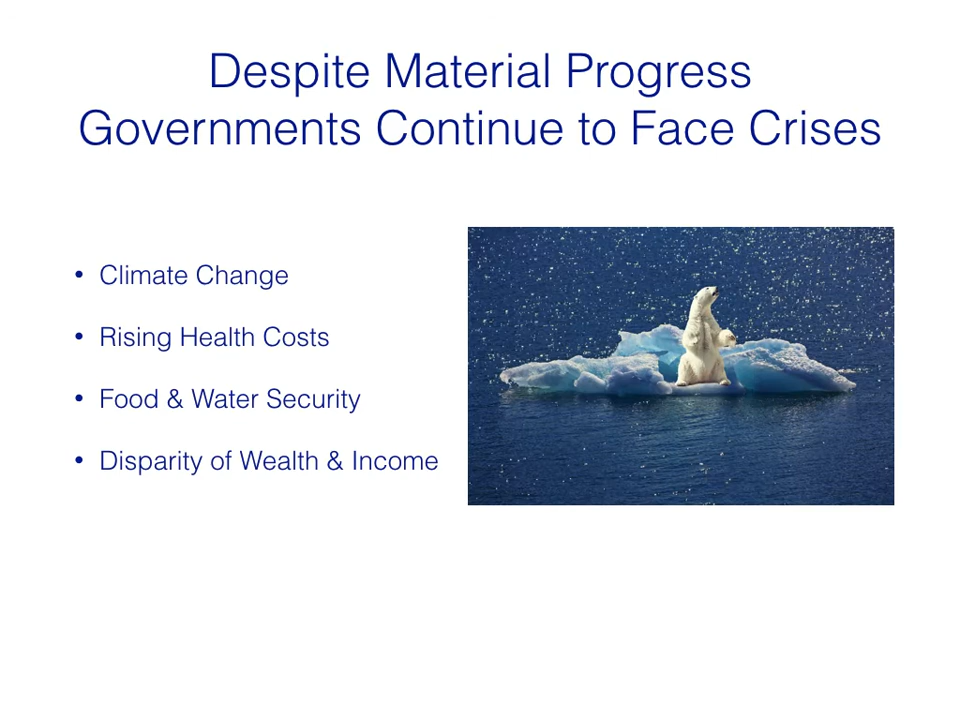 Despite Material Progress
Governments Continue to Face Crises
• Climate Change
• Rising Health Costs
• Food & Water Security
• Disparity of Wealth & Income